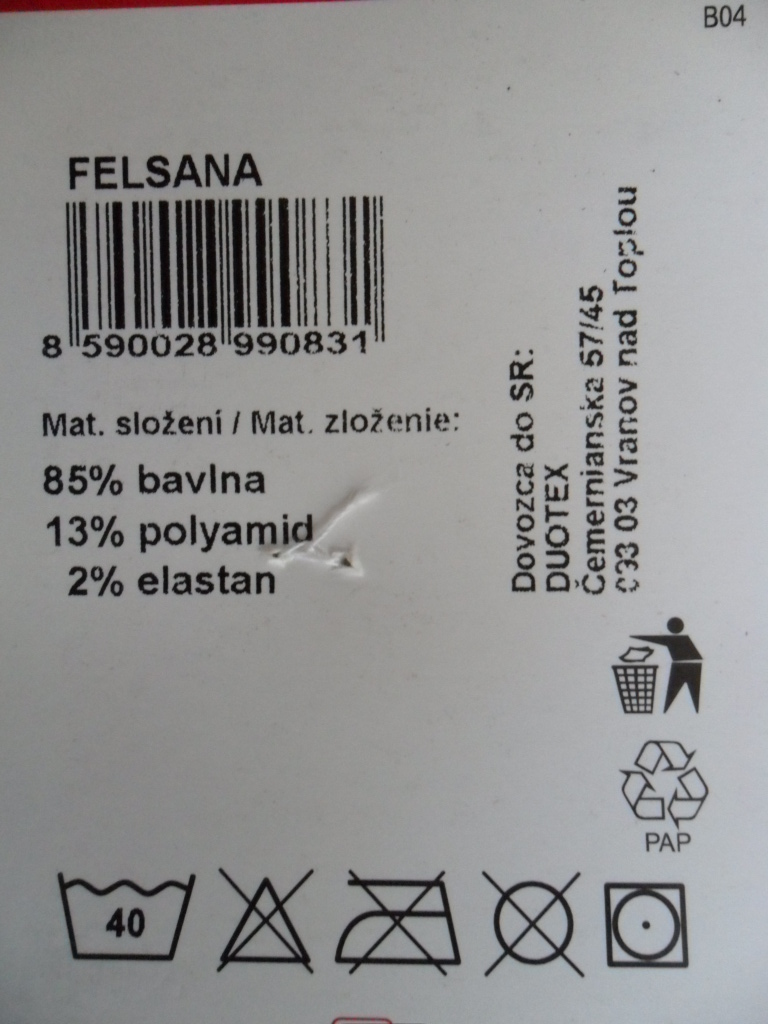 B04
FELSANA
8 590028 990831
Mat. složení / Mat. zloženie:
85% bavlna
13% polyamid
2% elastan
Dovozca do SR:
DUOTEX
Čemernianska 57/45
093 03 Vranov nad Topľou
PAP
40